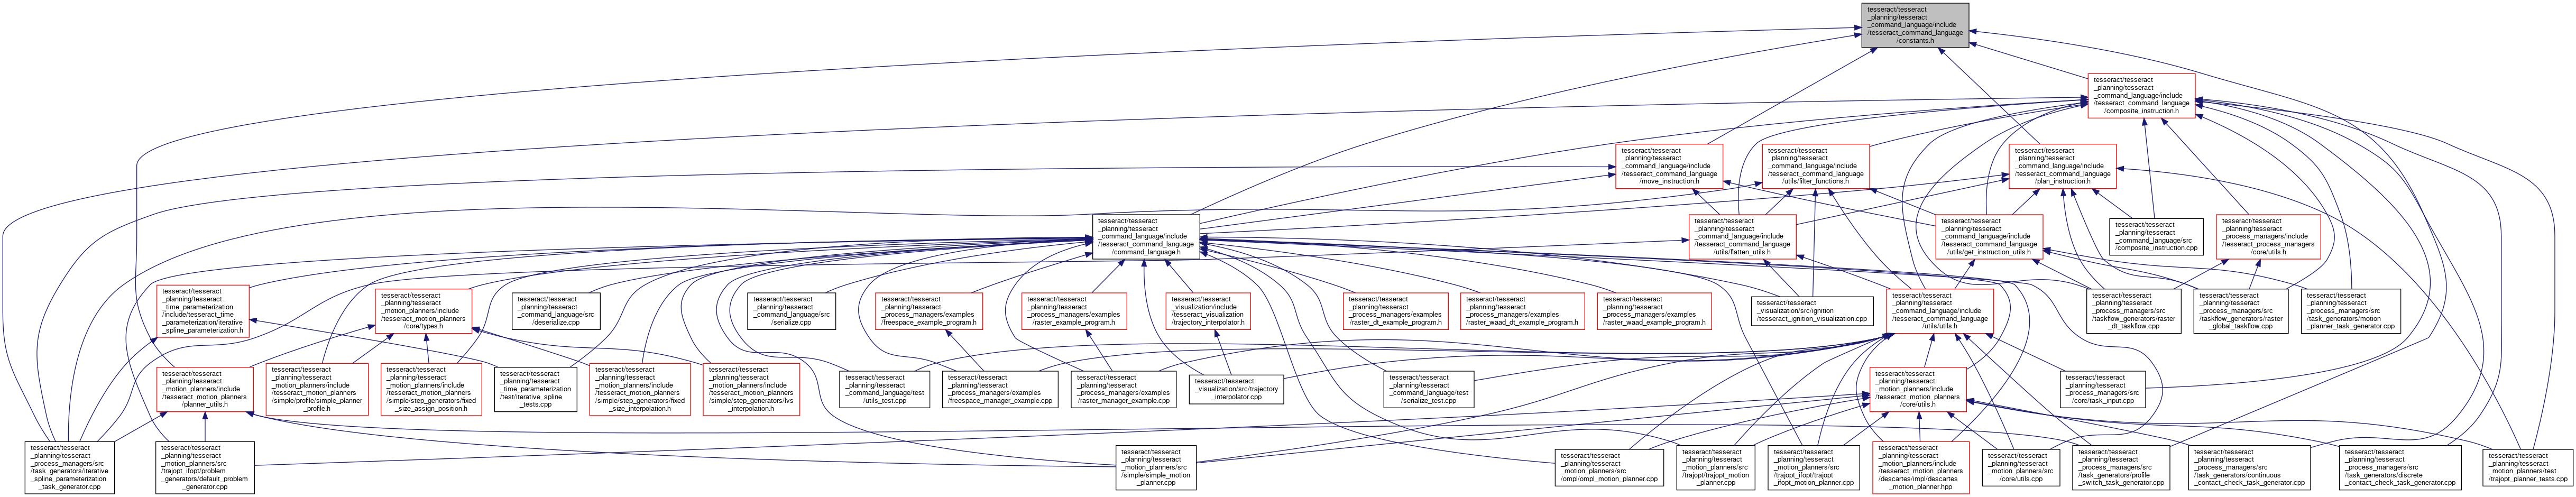 tesseract/tesseract
_planning/tesseract
_command_language/include
/tesseract_command_language
/constants.h
tesseract/tesseract
_planning/tesseract
_command_language/include
/tesseract_command_language
/composite_instruction.h
tesseract/tesseract
_planning/tesseract
_command_language/include
/tesseract_command_language
/move_instruction.h
tesseract/tesseract
_planning/tesseract
_command_language/include
/tesseract_command_language
/utils/filter_functions.h
tesseract/tesseract
_planning/tesseract
_command_language/include
/tesseract_command_language
/plan_instruction.h
tesseract/tesseract
_planning/tesseract
_command_language/include
/tesseract_command_language
/command_language.h
tesseract/tesseract
_planning/tesseract
_command_language/include
/tesseract_command_language
/utils/flatten_utils.h
tesseract/tesseract
_planning/tesseract
_command_language/include
/tesseract_command_language
/utils/get_instruction_utils.h
tesseract/tesseract
_planning/tesseract
_command_language/src
/composite_instruction.cpp
tesseract/tesseract
_planning/tesseract
_process_managers/include
/tesseract_process_managers
/core/utils.h
tesseract/tesseract
_planning/tesseract
_time_parameterization
/include/tesseract_time
_parameterization/iterative
_spline_parameterization.h
tesseract/tesseract
_planning/tesseract
_motion_planners/include
/tesseract_motion_planners
/core/types.h
tesseract/tesseract
_planning/tesseract
_command_language/src
/deserialize.cpp
tesseract/tesseract
_planning/tesseract
_command_language/src
/serialize.cpp
tesseract/tesseract
_planning/tesseract
_process_managers/examples
/freespace_example_program.h
tesseract/tesseract
_planning/tesseract
_process_managers/examples
/raster_example_program.h
tesseract/tesseract
_visualization/include
/tesseract_visualization
/trajectory_interpolator.h
tesseract/tesseract
_planning/tesseract
_process_managers/examples
/raster_dt_example_program.h
tesseract/tesseract
_planning/tesseract
_process_managers/examples
/raster_waad_dt_example_program.h
tesseract/tesseract
_planning/tesseract
_process_managers/examples
/raster_waad_example_program.h
tesseract/tesseract
_visualization/src/ignition
/tesseract_ignition_visualization.cpp
tesseract/tesseract
_planning/tesseract
_command_language/include
/tesseract_command_language
/utils/utils.h
tesseract/tesseract
_planning/tesseract
_process_managers/src
/taskflow_generators/raster
_dt_taskflow.cpp
tesseract/tesseract
_planning/tesseract
_process_managers/src
/taskflow_generators/raster
_global_taskflow.cpp
tesseract/tesseract
_planning/tesseract
_process_managers/src
/task_generators/motion
_planner_task_generator.cpp
tesseract/tesseract
_planning/tesseract
_motion_planners/include
/tesseract_motion_planners
/planner_utils.h
tesseract/tesseract
_planning/tesseract
_motion_planners/include
/tesseract_motion_planners
/simple/profile/simple_planner
_profile.h
tesseract/tesseract
_planning/tesseract
_motion_planners/include
/tesseract_motion_planners
/simple/step_generators/fixed
_size_assign_position.h
tesseract/tesseract
_planning/tesseract
_time_parameterization
/test/iterative_spline
_tests.cpp
tesseract/tesseract
_planning/tesseract
_motion_planners/include
/tesseract_motion_planners
/simple/step_generators/fixed
_size_interpolation.h
tesseract/tesseract
_planning/tesseract
_motion_planners/include
/tesseract_motion_planners
/simple/step_generators/lvs
_interpolation.h
tesseract/tesseract
_planning/tesseract
_command_language/test
/utils_test.cpp
tesseract/tesseract
_planning/tesseract
_process_managers/examples
/freespace_manager_example.cpp
tesseract/tesseract
_planning/tesseract
_process_managers/examples
/raster_manager_example.cpp
tesseract/tesseract
_visualization/src/trajectory
_interpolator.cpp
tesseract/tesseract
_planning/tesseract
_command_language/test
/serialize_test.cpp
tesseract/tesseract
_planning/tesseract
_motion_planners/include
/tesseract_motion_planners
/core/utils.h
tesseract/tesseract
_planning/tesseract
_process_managers/src
/core/task_input.cpp
tesseract/tesseract
_planning/tesseract
_process_managers/src
/task_generators/iterative
_spline_parameterization
_task_generator.cpp
tesseract/tesseract
_planning/tesseract
_motion_planners/src
/trajopt_ifopt/problem
_generators/default_problem
_generator.cpp
tesseract/tesseract
_planning/tesseract
_motion_planners/src
/simple/simple_motion
_planner.cpp
tesseract/tesseract
_planning/tesseract
_motion_planners/src
/ompl/ompl_motion_planner.cpp
tesseract/tesseract
_planning/tesseract
_motion_planners/src
/trajopt/trajopt_motion
_planner.cpp
tesseract/tesseract
_planning/tesseract
_motion_planners/src
/trajopt_ifopt/trajopt
_ifopt_motion_planner.cpp
tesseract/tesseract
_planning/tesseract
_motion_planners/include
/tesseract_motion_planners
/descartes/impl/descartes
_motion_planner.hpp
tesseract/tesseract
_planning/tesseract
_motion_planners/src
/core/utils.cpp
tesseract/tesseract
_planning/tesseract
_process_managers/src
/task_generators/profile
_switch_task_generator.cpp
tesseract/tesseract
_planning/tesseract
_process_managers/src
/task_generators/continuous
_contact_check_task_generator.cpp
tesseract/tesseract
_planning/tesseract
_process_managers/src
/task_generators/discrete
_contact_check_task_generator.cpp
tesseract/tesseract
_planning/tesseract
_motion_planners/test
/trajopt_planner_tests.cpp